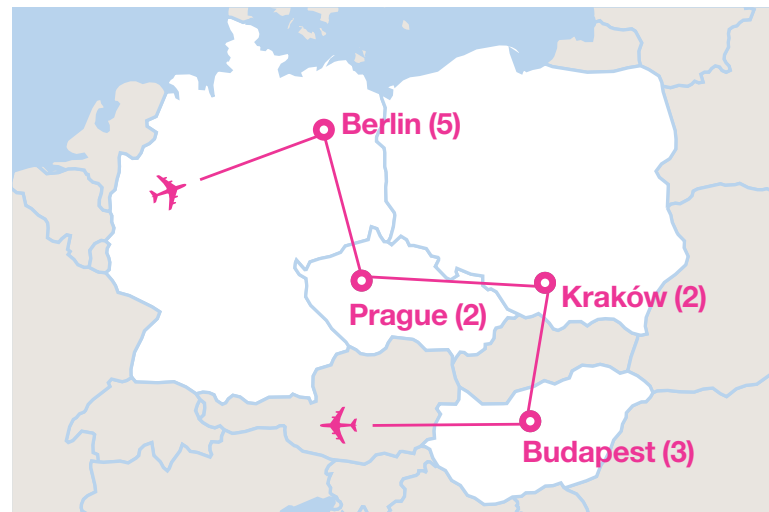 Berlin (5)
Prague (2)
Kraków (2)
Budapest (3)